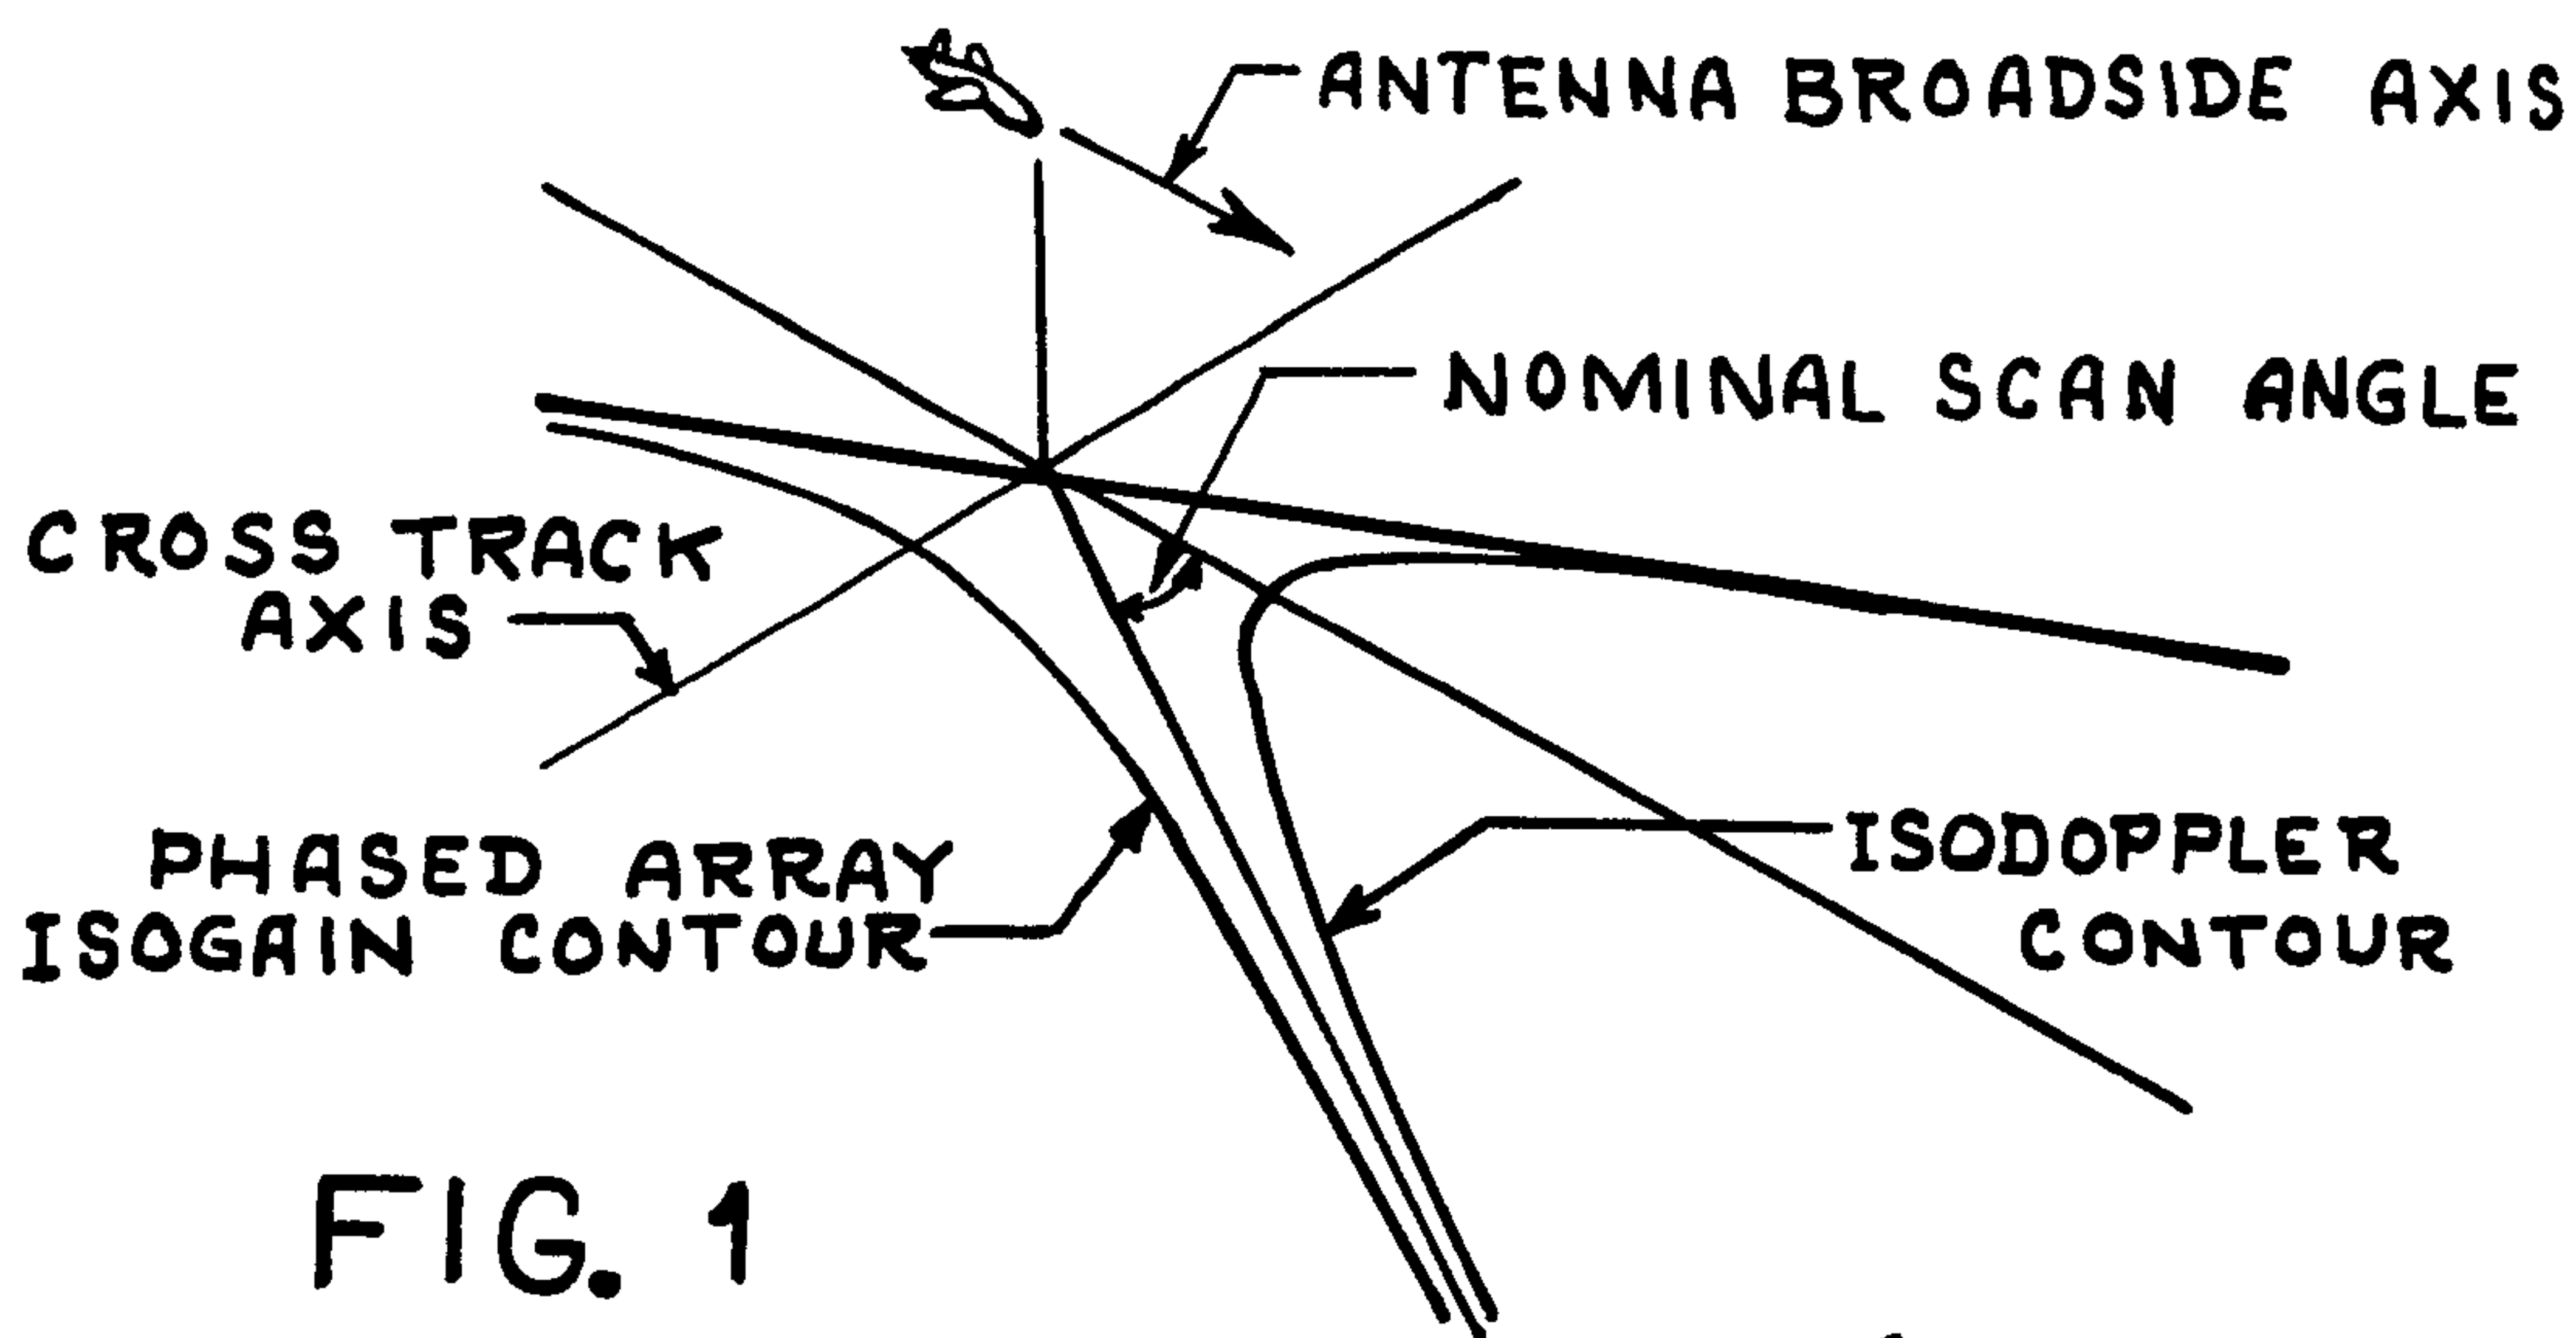 ANTENNA BROADSIDE AXIS
NOMINAL SCAN ANGLE
CROSS TRACK
AXIS
PHASED ARRAY
ISOGAIN CONTOUR
ISODOPPLER
CONTOUR
FIG. 1